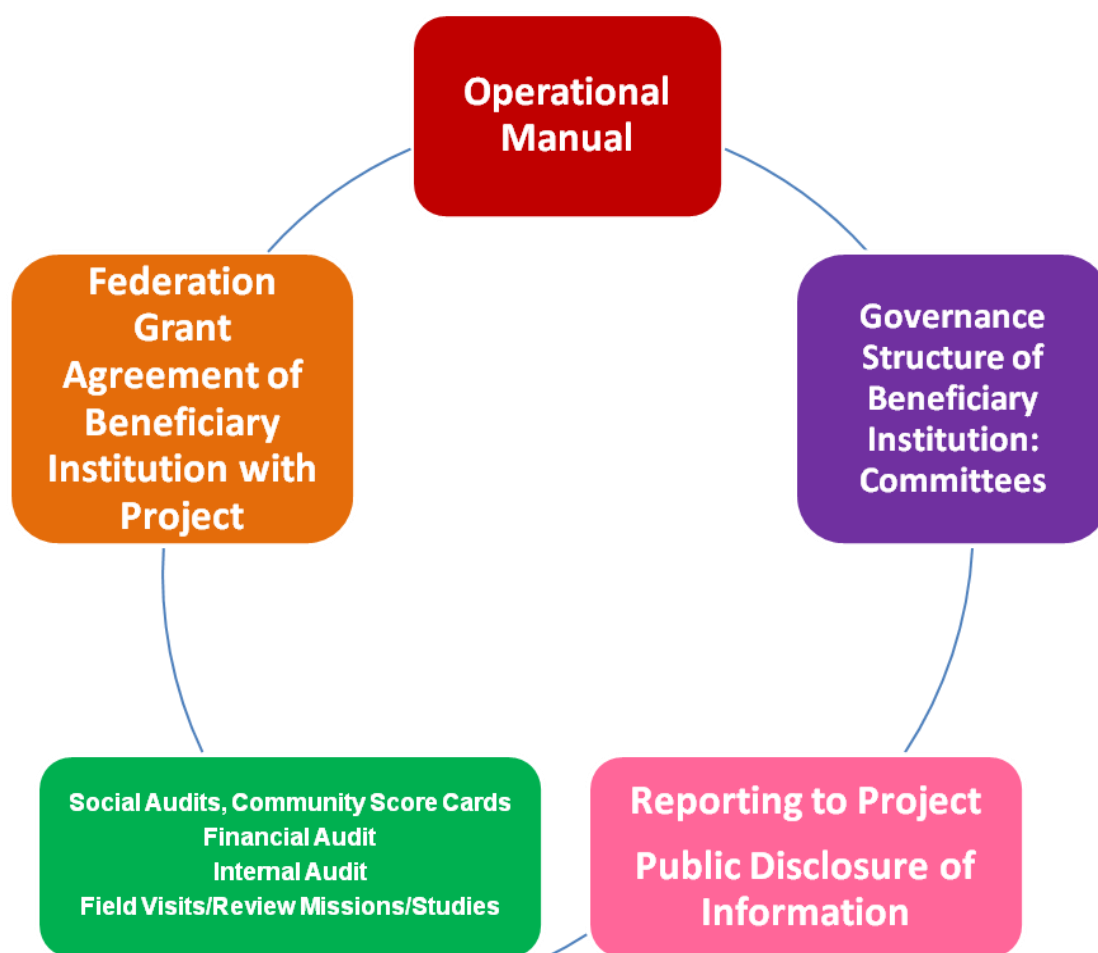 Operational
Manual
Federation
Grant
Agreement of
Beneficiary
Institution with
Project
Governance
Structure of
Beneficiary
Institution:
Committees
Social Audits, Community Score Cards
Financial Audit
Internal Audit
Field Visits/Review Missions/Studies
Reporting to Project
Public Disclosure of
Information